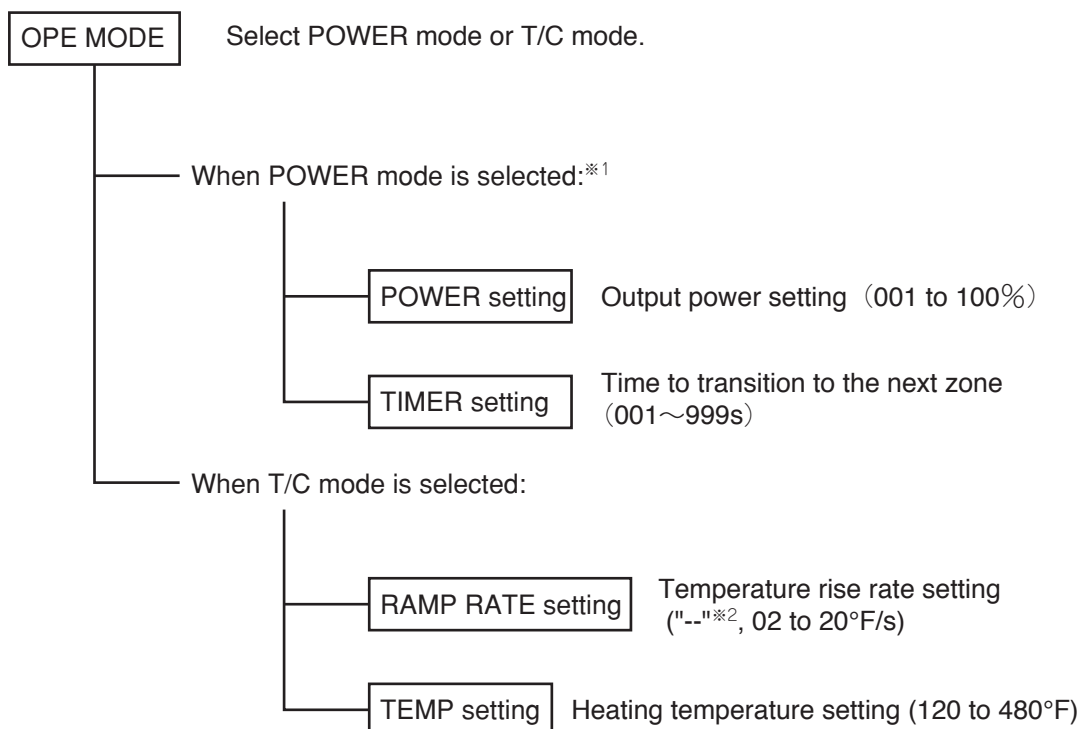 OPE MODE Select POWER mode or T/C mode.
When POWER mode is selected:※1
POWER setting Output power setting（001 to 100％）
TIMER setting Time to transition to the next zone
（001～999s）
When T/C mode is selected:
RAMP RATE setting Temperature rise rate setting
("--"※2, 02 to 20°F/s)
TEMP setting Heating temperature setting (120 to 480°F)